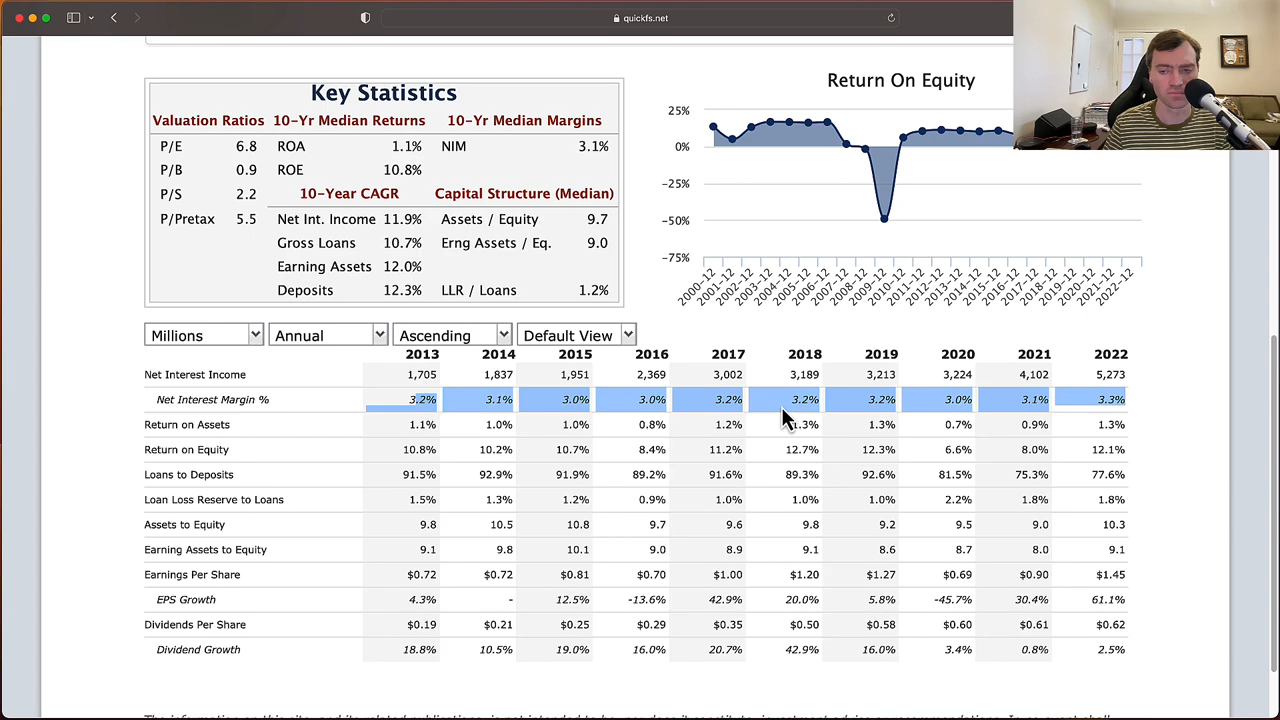 quickfs.net
Key Statistics
Valuation Ratios 10-Yr Median Returns 10-Yr Median Margins
P/E 6.8 ROA 1.1% NIM 3.1%
P/B 0.9 ROE 10.8%
P/S 2.2 10-Year CAGR Capital Structure (Median)
P/Pretax 5.5 Net Int. Income 11.9% Assets / Equity 9.7
Gross Loans 10.7% Erng Assets / Eq. 9.0
Earning Assets 12.0%
Deposits 12.3% LLR / Loans 1.2%
Return On Equity
25%
0%
-25%
-50%
-75%
2000-12 2001-12 2002-12 2003-12 2004-12 2005-12 2006-12 2007-12 2008-12 2009-12 2010-12 2011-12 2012-12 2013-12 2014-12 2015-12 2016-12 2017-12 2018-12 2019-12 2020-12 2021-12 2022-12
Millions Annual Ascending Default View
2013 2014 2015 2016 2017 2018 2019 2020 2021 2022
Net Interest Income 1,705 1,837 1,951 2,369 3,002 3,189 3,213 3,224 4,102 5,273
Net Interest Margin % 3.2% 3.1% 3.0% 3.0% 3.2% 3.2% 3.2% 3.0% 3.1% 3.3%
Return on Assets 1.1% 1.0% 1.0% 0.8% 1.2% 1.3% 1.3% 0.7% 0.9% 1.3%
Return on Equity 10.8% 10.2% 10.7% 8.4% 11.2% 12.7% 12.3% 6.6% 8.0% 12.1%
Loans to Deposits 91.5% 92.9% 91.9% 89.2% 91.6% 89.3% 92.6% 81.5% 75.3% 77.6%
Loan Loss Reserve to Loans 1.5% 1.3% 1.2% 0.9% 1.0% 1.0% 1.0% 2.2% 1.8% 1.8%
Assets to Equity 9.8 10.5 10.8 9.7 9.6 9.8 9.2 9.5 9.0 10.3
Earning Assets to Equity 9.1 9.8 10.1 9.0 8.9 9.1 8.6 8.7 8.0 9.1
Earnings Per Share $0.72 $0.72 $0.81 $0.70 $1.00 $1.20 $1.27 $0.69 $0.90 $1.45
EPS Growth 4.3% - 12.5% -13.6% 42.9% 20.0% 5.8% -45.7% 30.4% 61.1%
Dividends Per Share $0.19 $0.21 $0.25 $0.29 $0.35 $0.50 $0.58 $0.60 $0.61 $0.62
Dividend Growth 18.8% 10.5% 19.0% 16.0% 20.7% 42.9% 16.0% 3.4% 0.8% 2.5%